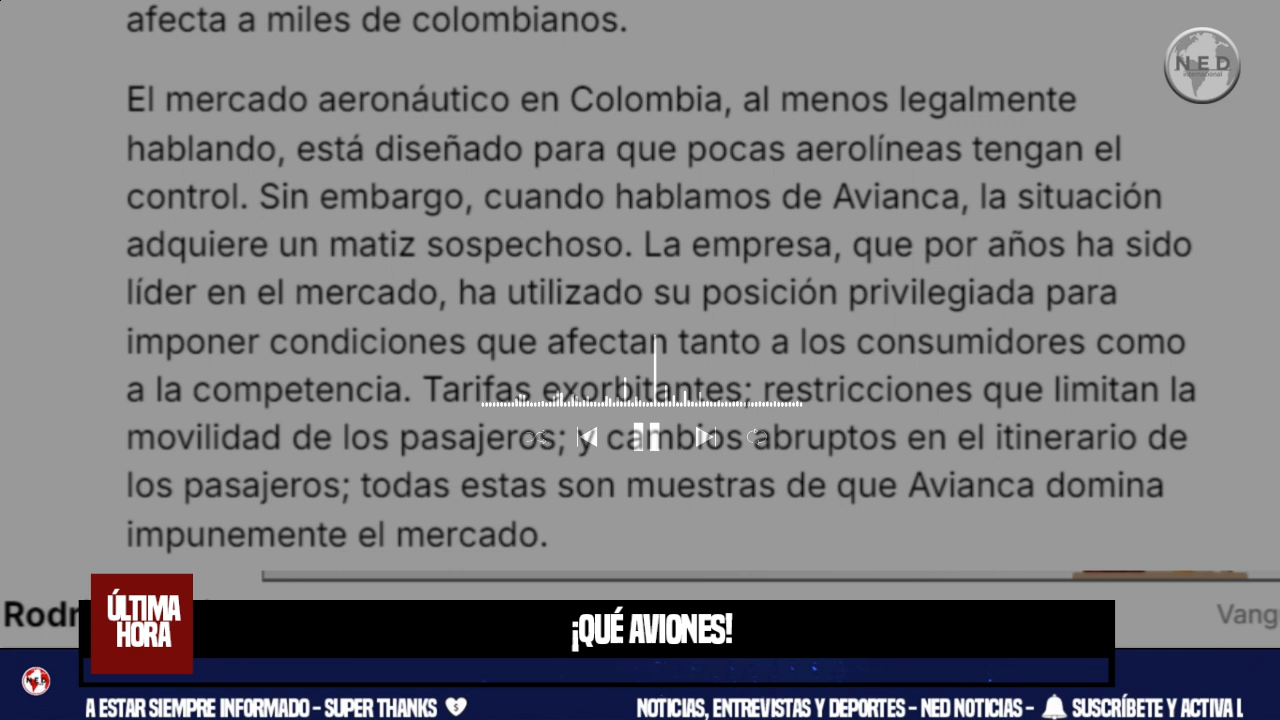 afecta a miles de colombianos.
El mercado aeronáutico en Colombia, al menos legalmente
hablando, está diseñado para que pocas aerolíneas tengan el
control. Sin embargo, cuando hablamos de Avianca, la situación
adquiere un matiz sospechoso. La empresa, que por años ha sido
líder en el mercado, ha utilizado su posición privilegiada para
imponer condiciones que afectan tanto a los consumidores como
a la competencia. Tarifas exorbitantes; restricciones que limitan la
movilidad de los pasajeros; y cambios abruptos en el itinerario de
los pasajeros; todas estas son muestras de que Avianca domina
impunemente el mercado.
NED
internacional
Rodr
Vang
ÚLTIMA
HORA
¡QUÉ AVIONES!
NED
A ESTAR SIEMPRE INFORMADO - SUPER THANKS
NOTICIAS, ENTREVISTAS Y DEPORTES - NED NOTICIAS -
SUSCRÍBETE Y ACTIVA L